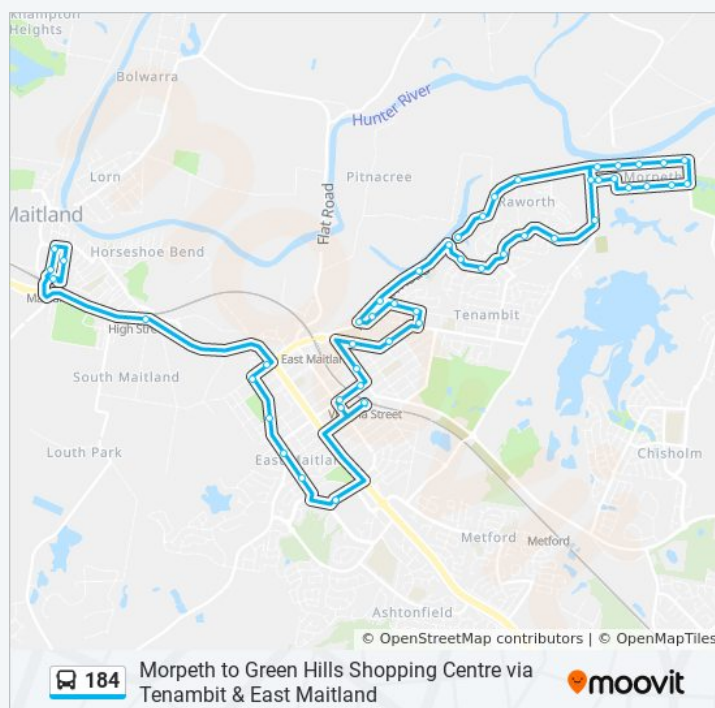 Heights
Bolwarra
Hunter River
Lorn
Pitnacree
Flat Road
Morpeth
Raworth
Maitland
Horseshoe Bend
Tenambit
High Stre
East Maitlan
South Maitland
Victoria Street
Louth Park
East Maitland
Chisholm
Metford
Metford
Ashtonfield
© OpenStreetMap contributors | © OpenMapTiles
184
Morpeth to Green Hills Shopping Centre via
Tenambit & East Maitland
moovit